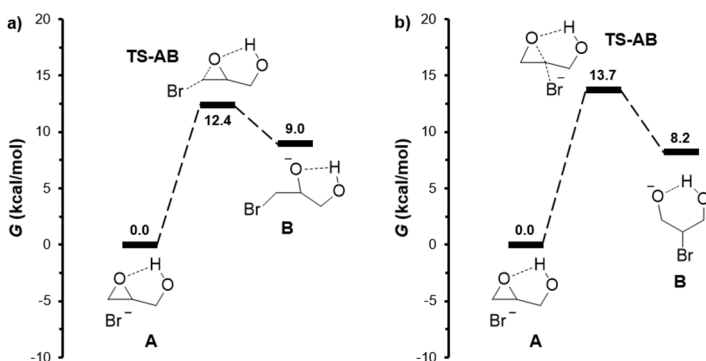 a)
20
15
10
5
0
-5
-10
G (kcal/mol)
TS-AB
Br
O
H
O
12.4
9.0
0.0
O
H
O
Br
−
A
−
O
H
O
Br
B
b)
20
15
10
5
0
-5
-10
G (kcal/mol)
TS-AB
O
H
O
Br
−
13.7
8.2
0.0
O
H
O
Br
−
A
−
O
H
O
Br
B